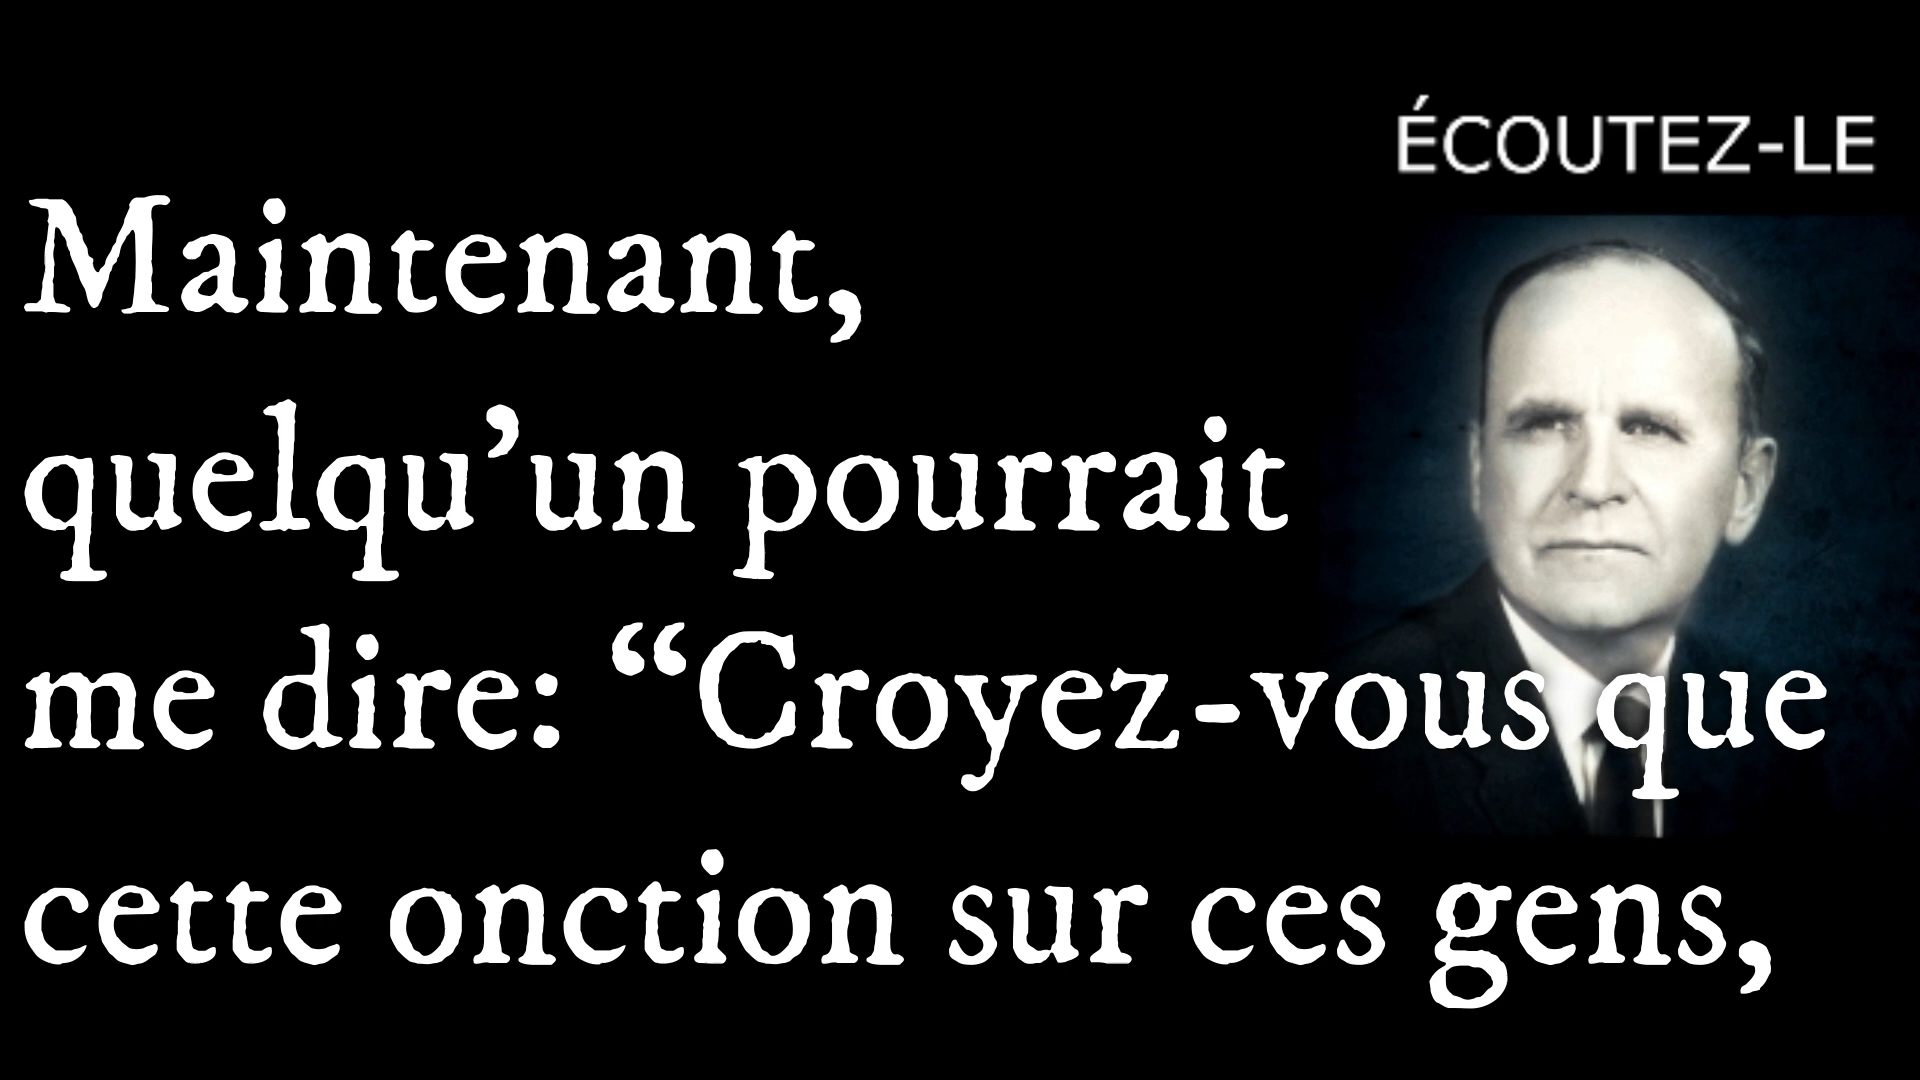 ÉCOUTEZ-LE
Maintenant,
quelqu’un pourrait
me dire: “Croyez-vous que
cette onction sur ces gens,